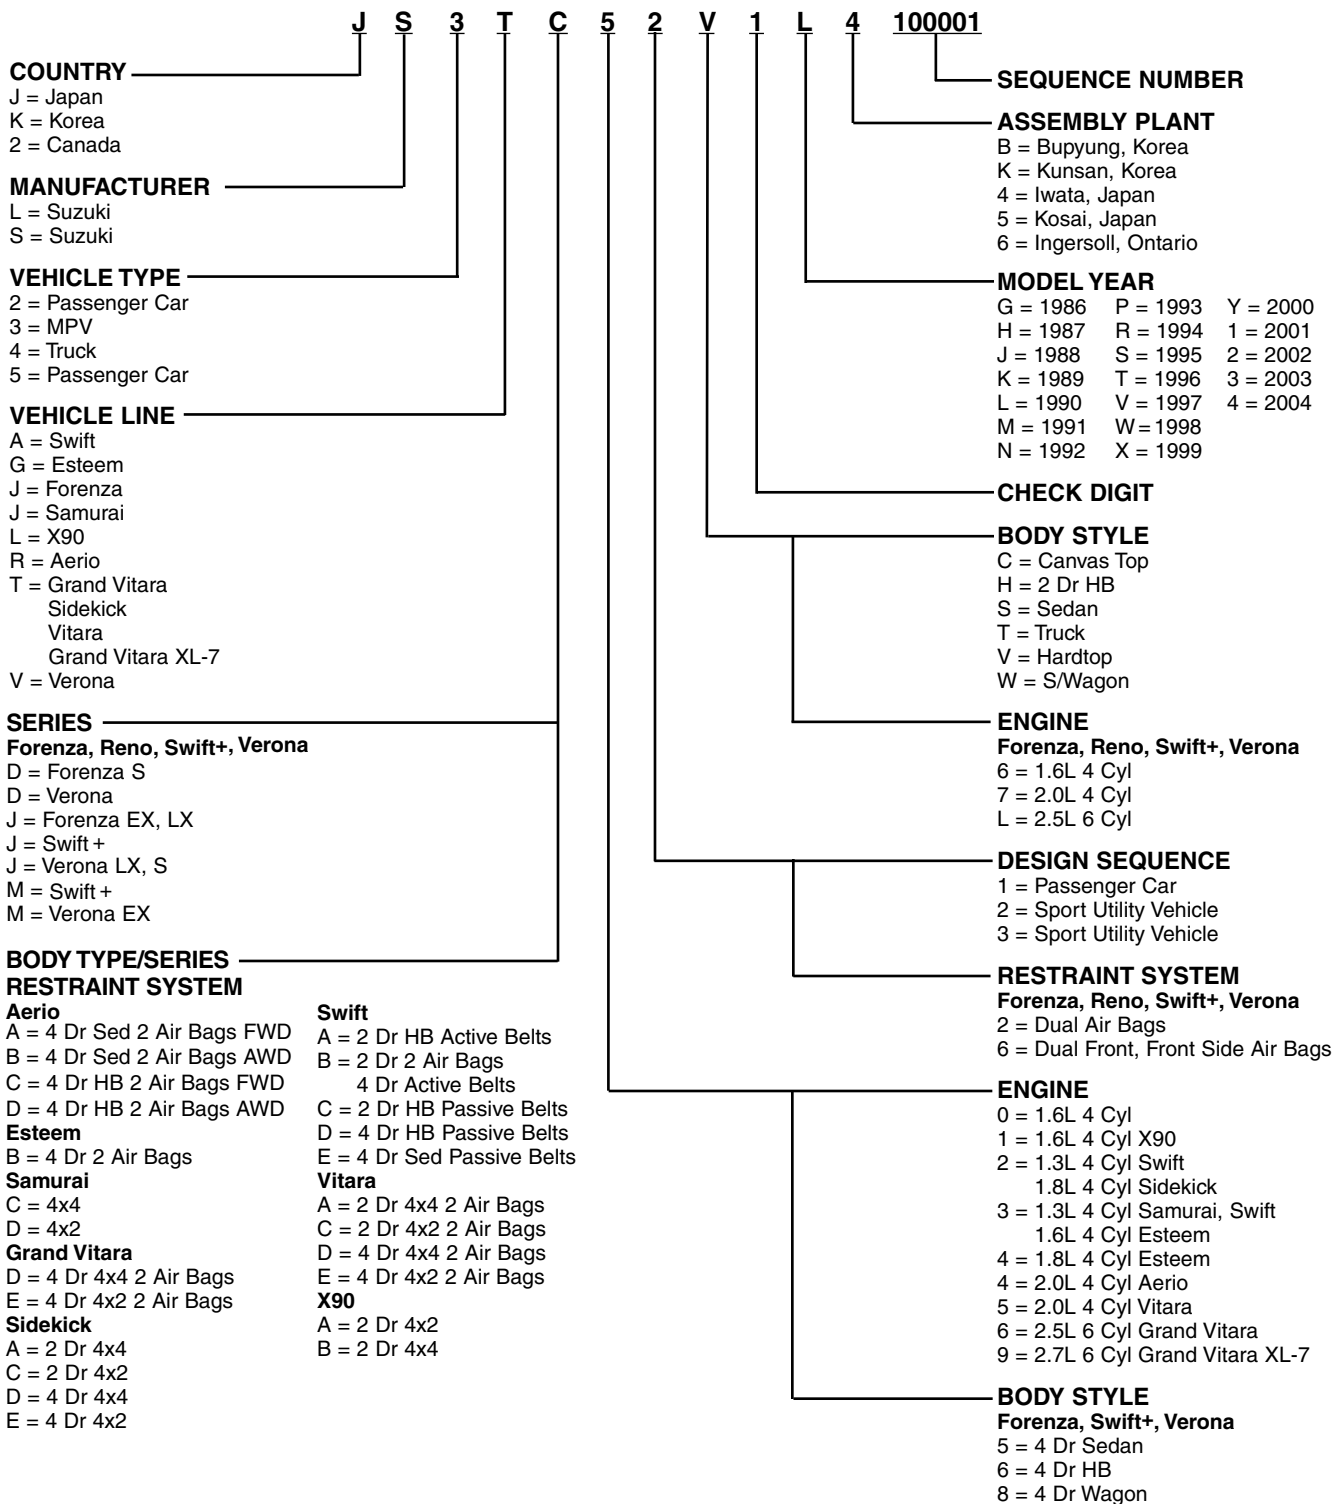 J S 3 T C 5 2 V 1 L 4 100001
COUNTRY
J = Japan
K = Korea
2 = Canada
MANUFACTURER
L = Suzuki
S = Suzuki
VEHICLE TYPE
2 = Passenger Car
3 = MPV
4 = Truck
5 = Passenger Car
VEHICLE LINE
A = Swift
G = Esteem
J = Forenza
J = Samurai
L = X90
R = Aerio
T = Grand Vitara
Sidekick
Vitara
Grand Vitara XL-7
V = Verona
SERIES
Forenza, Reno, Swift+, Verona
D = Forenza S
D = Verona
J = Forenza EX, LX
J = Swift +
J = Verona LX, S
M = Swift +
M = Verona EX
BODY TYPE/SERIES
RESTRAINT SYSTEM
Aerio
A = 4 Dr Sed 2 Air Bags FWD
B = 4 Dr Sed 2 Air Bags AWD
C = 4 Dr HB 2 Air Bags FWD
D = 4 Dr HB 2 Air Bags AWD
Esteem
B = 4 Dr 2 Air Bags
Samurai
C = 4x4
D = 4x2
Grand Vitara
D = 4 Dr 4x4 2 Air Bags
E = 4 Dr 4x2 2 Air Bags
Sidekick
A = 2 Dr 4x4
C = 2 Dr 4x2
D = 4 Dr 4x4
E = 4 Dr 4x2
Swift
A = 2 Dr HB Active Belts
B = 2 Dr 2 Air Bags
4 Dr Active Belts
C = 2 Dr HB Passive Belts
D = 4 Dr HB Passive Belts
E = 4 Dr Sed Passive Belts
Vitara
A = 2 Dr 4x4 2 Air Bags
C = 2 Dr 4x2 2 Air Bags
D = 4 Dr 4x4 2 Air Bags
E = 4 Dr 4x2 2 Air Bags
X90
A = 2 Dr 4x2
B = 2 Dr 4x4
SEQUENCE NUMBER
ASSEMBLY PLANT
B = Bupyung, Korea
K = Kunsan, Korea
4 = Iwata, Japan
5 = Kosai, Japan
6 = Ingersoll, Ontario
MODEL YEAR
G = 1986 P = 1993 Y = 2000
H = 1987 R = 1994 1 = 2001
J = 1988 S = 1995 2 = 2002
K = 1989 T = 1996 3 = 2003
L = 1990 V = 1997 4 = 2004
M = 1991 W = 1998
N = 1992 X = 1999
CHECK DIGIT
BODY STYLE
C = Canvas Top
H = 2 Dr HB
S = Sedan
T = Truck
V = Hardtop
W = S/Wagon
ENGINE
Forenza, Reno, Swift+, Verona
6 = 1.6L 4 Cyl
7 = 2.0L 4 Cyl
L = 2.5L 6 Cyl
DESIGN SEQUENCE
1 = Passenger Car
2 = Sport Utility Vehicle
3 = Sport Utility Vehicle
RESTRAINT SYSTEM
Forenza, Reno, Swift+, Verona
2 = Dual Air Bags
6 = Dual Front, Front Side Air Bags
ENGINE
0 = 1.6L 4 Cyl
1 = 1.6L 4 Cyl X90
2 = 1.3L 4 Cyl Swift
1.8L 4 Cyl Sidekick
3 = 1.3L 4 Cyl Samurai, Swift
1.6L 4 Cyl Esteem
4 = 1.8L 4 Cyl Esteem
4 = 2.0L 4 Cyl Aerio
5 = 2.0L 4 Cyl Vitara
6 = 2.5L 6 Cyl Grand Vitara
9 = 2.7L 6 Cyl Grand Vitara XL-7
BODY STYLE
Forenza, Swift+, Verona
5 = 4 Dr Sedan
6 = 4 Dr HB
8 = 4 Dr Wagon